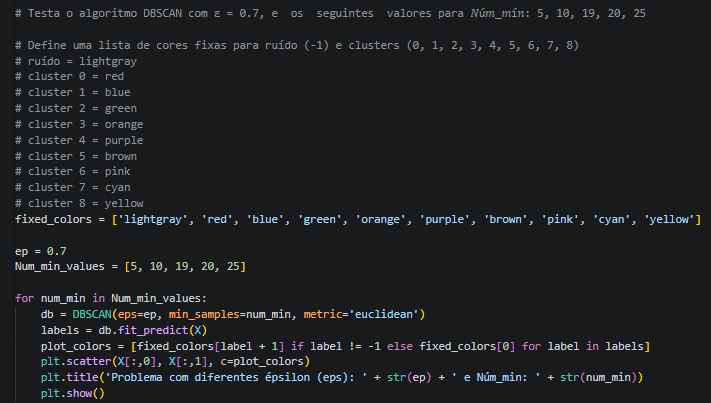 # Testa o algoritmo DBSCAN com ε = 0.7, e  os  seguintes  valores para 𝑁ú𝑚_𝑚í𝑛: 5, 10, 19, 20, 25

# Define uma lista de cores fixas para ruído (-1) e clusters (0, 1, 2, 3, 4, 5, 6, 7, 8)
# ruído = lightgray
# cluster 0 = red
# cluster 1 = blue
# cluster 2 = green
# cluster 3 = orange
# cluster 4 = purple
# cluster 5 = brown
# cluster 6 = pink
# cluster 7 = cyan
# cluster 8 = yellow
fixed_colors = ['lightgray', 'red', 'blue', 'green', 'orange', 'purple', 'brown', 'pink', 'cyan', 'yellow']

ep = 0.7
Num_min_values = [5, 10, 19, 20, 25]

for num_min in Num_min_values:
    db = DBSCAN(eps=ep, min_samples=num_min, metric='euclidean')
    labels = db.fit_predict(X)
    plot_colors = [fixed_colors[label + 1] if label != -1 else fixed_colors[0] for label in labels]
    plt.scatter(X[:,0], X[:,1], c=plot_colors)
    plt.title('Problema com diferentes épsilon (eps): ' + str(ep) + ' e Núm_min: ' + str(num_min))
    plt.show()